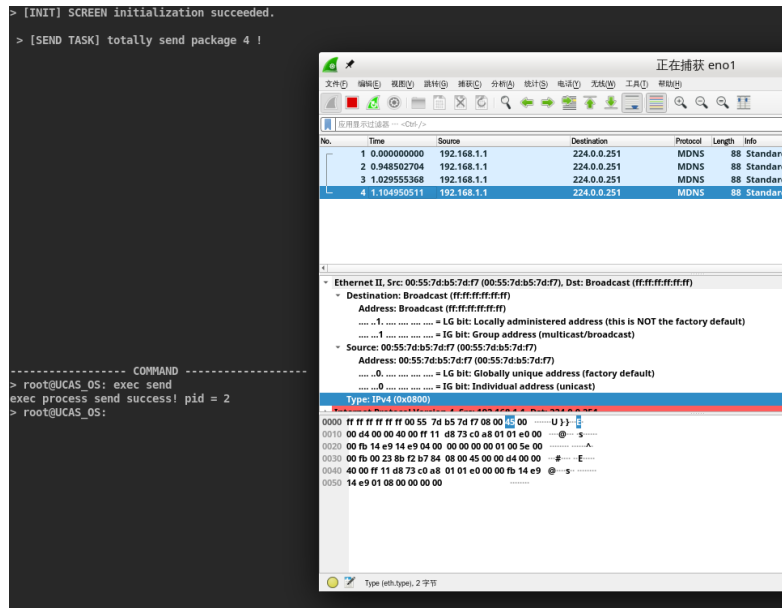 > [INIT] SCREEN initialization succeeded.
> [SEND TASK] totally send package 4 !
正在捕获 eno1
文件(F) 编辑(E) 视图(V) 跳转(G) 捕获(C) 分析(A) 统计(S) 电话(Y) 无线(W) 工具(T) 帮助(H)
应用显示过滤器 … <Ctrl-/>
No. Time Source Destination Protocol Length Info
1 0.000000000 192.168.1.1 224.0.0.251 MDNS 88 Standar
2 0.948502704 192.168.1.1 224.0.0.251 MDNS 88 Standar
3 1.029555368 192.168.1.1 224.0.0.251 MDNS 88 Standar
4 1.104950511 192.168.1.1 224.0.0.251 MDNS 88 Standar
Ethernet II, Src: 00:55:7d:b5:7d:f7 (00:55:7d:b5:7d:f7), Dst: Broadcast (ff:ff:ff:ff:ff:ff)
Destination: Broadcast (ff:ff:ff:ff:ff:ff)
Address: Broadcast (ff:ff:ff:ff:ff:ff)
.... ..1. .... .... .... .... = LG bit: Locally administered address (this is NOT the factory default)
.... ...1 .... .... .... .... = IG bit: Group address (multicast/broadcast)
Source: 00:55:7d:b5:7d:f7 (00:55:7d:b5:7d:f7)
Address: 00:55:7d:b5:7d:f7 (00:55:7d:b5:7d:f7)
.... ..0. .... .... .... .... = LG bit: Globally unique address (factory default)
.... ...0 .... .... .... .... = IG bit: Individual address (unicast)
Type: IPv4 (0x0800)
0000 ff ff ff ff ff ff 00 55 7d b5 7d f7 08 00 45 00 ·······U }·}···E·
0010 00 d4 00 00 40 00 ff 11 d8 73 c0 a8 01 01 e0 00 ····@··· ·s······
0020 00 fb 14 e9 14 e9 04 00 00 00 00 00 01 00 5e 00 ········ ······^·
0030 00 fb 00 23 8b f2 b7 84 08 00 45 00 00 d4 00 00 ···#···· ··E·····
0040 40 00 ff 11 d8 73 c0 a8 01 01 e0 00 00 fb 14 e9 @····s·· ········
0050 14 e9 01 08 00 00 00 00 ········
Type (eth.type), 2 字节
----------------- COMMAND ------------------
> root@UCAS_OS: exec send
exec process send success! pid = 2
> root@UCAS_OS: